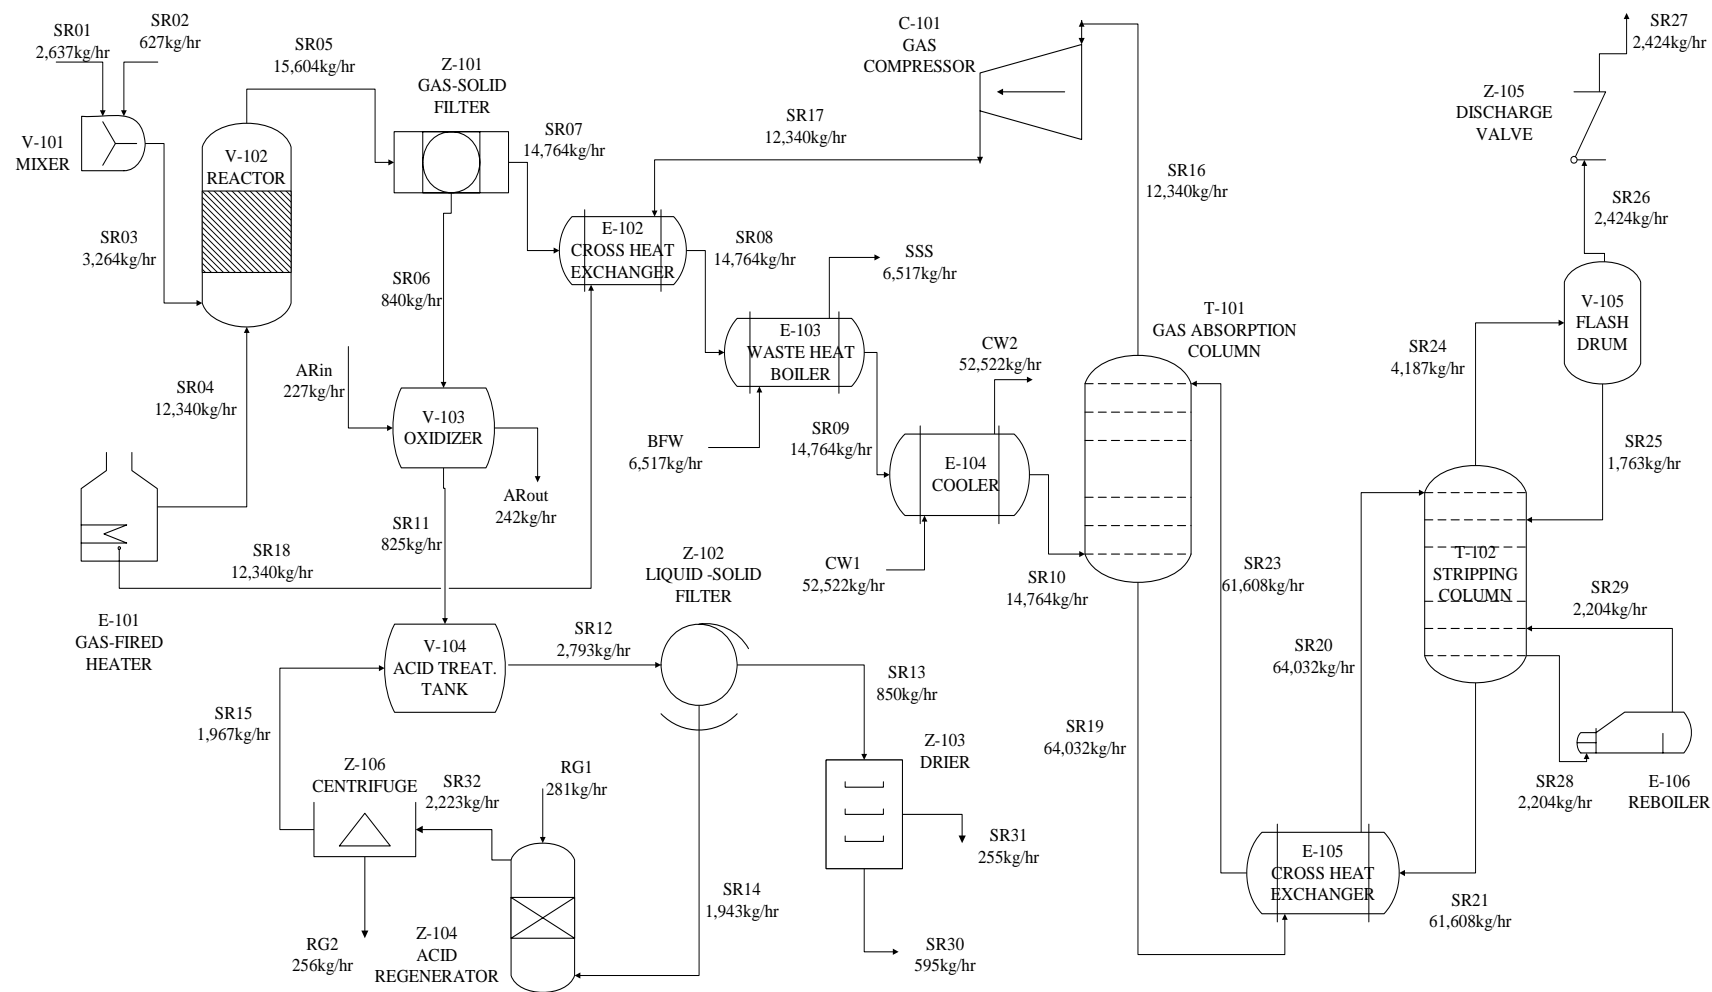 SR01
2,637kg/hr
SR02
627kg/hr
V-101
MIXER
SR03
3,264kg/hr
SR05
15,604kg/hr
V-102
REACTOR
SR04
12,340kg/hr
E-101
GAS-FIRED
HEATER
Z-101
GAS-SOLID
FILTER
SR07
14,764kg/hr
SR06
840kg/hr
ARin
227kg/hr
V-103
OXIDIZER
ARout
242kg/hr
SR11
825kg/hr
SR18
12,340kg/hr
E-102
CROSS HEAT
EXCHANGER
SR08
14,764kg/hr
SR17
12,340kg/hr
C-101
GAS
COMPRESSOR
SR16
12,340kg/hr
SSS
6,517kg/hr
E-103
WASTE HEAT
BOILER
BFW
6,517kg/hr
SR09
14,764kg/hr
CW2
52,522kg/hr
E-104
COOLER
CW1
52,522kg/hr
SR10
14,764kg/hr
T-101
GAS ABSORPTION
COLUMN
SR23
61,608kg/hr
SR19
64,032kg/hr
SR20
64,032kg/hr
E-105
CROSS HEAT
EXCHANGER
SR21
61,608kg/hr
T-102
STRIPPING
COLUMN
SR24
4,187kg/hr
SR25
1,763kg/hr
V-105
FLASH
DRUM
SR26
2,424kg/hr
Z-105
DISCHARGE
VALVE
SR27
2,424kg/hr
SR29
2,204kg/hr
SR28
2,204kg/hr
E-106
REBOILER
V-104
ACID TREAT.
TANK
SR12
2,793kg/hr
Z-102
LIQUID -SOLID
FILTER
SR13
850kg/hr
Z-103
DRIER
SR31
255kg/hr
SR30
595kg/hr
SR14
1,943kg/hr
SR15
1,967kg/hr
Z-106
CENTRIFUGE
SR32
2,223kg/hr
RG1
281kg/hr
RG2
256kg/hr
Z-104
ACID
REGENERATOR